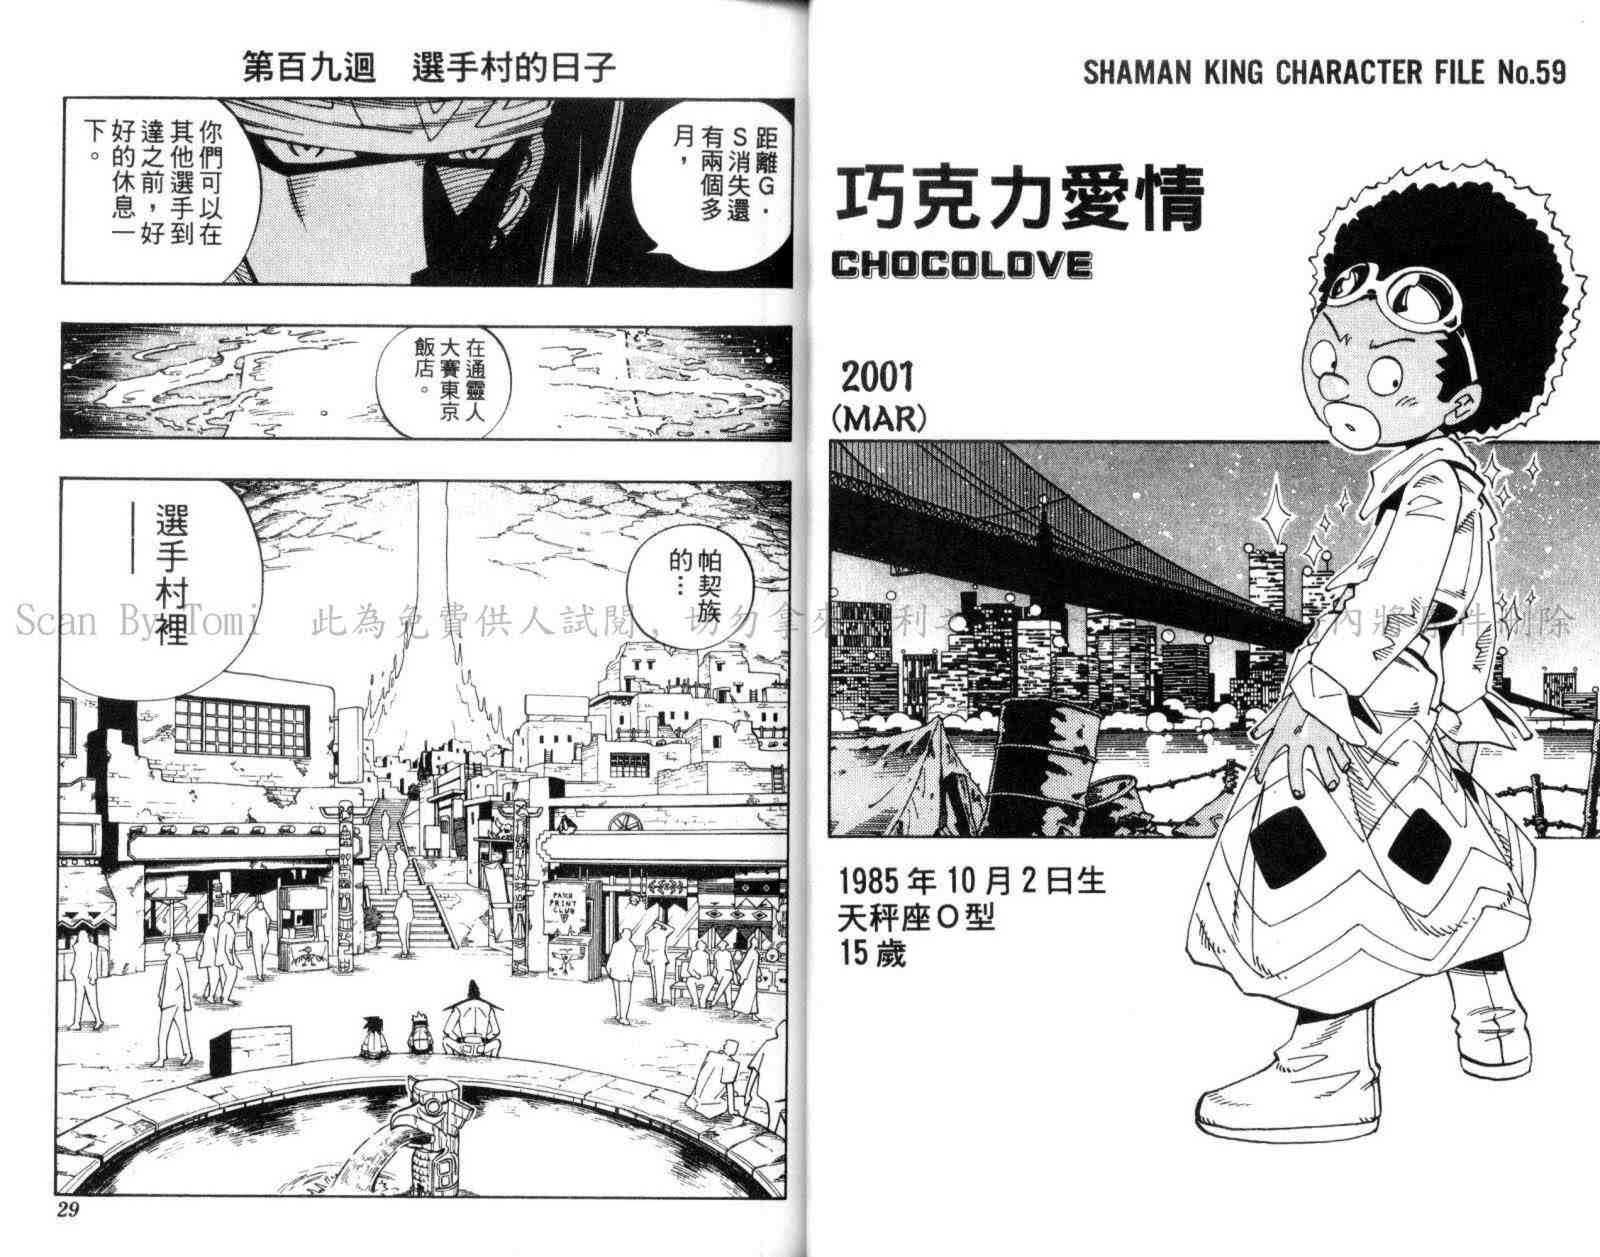 SHAMAN KING CHARACTER FILE No.59
巧克力愛情
CHOCOLOVE
2001
(MAR)
1985年10月2日生
天秤座O型
15歲
第百九迴 選手村的日子
距離G.
S消失還
有兩個多
月，
你們可以在
其他選手到
達之前，好
好的休息一
下。
在通靈人
大賽東京
飯店。
帕契族
的…
選手村裡
——
PACH
PRINT
CLUB
29
Scan By Tomi 此為免費供人試閱，切勿拿來